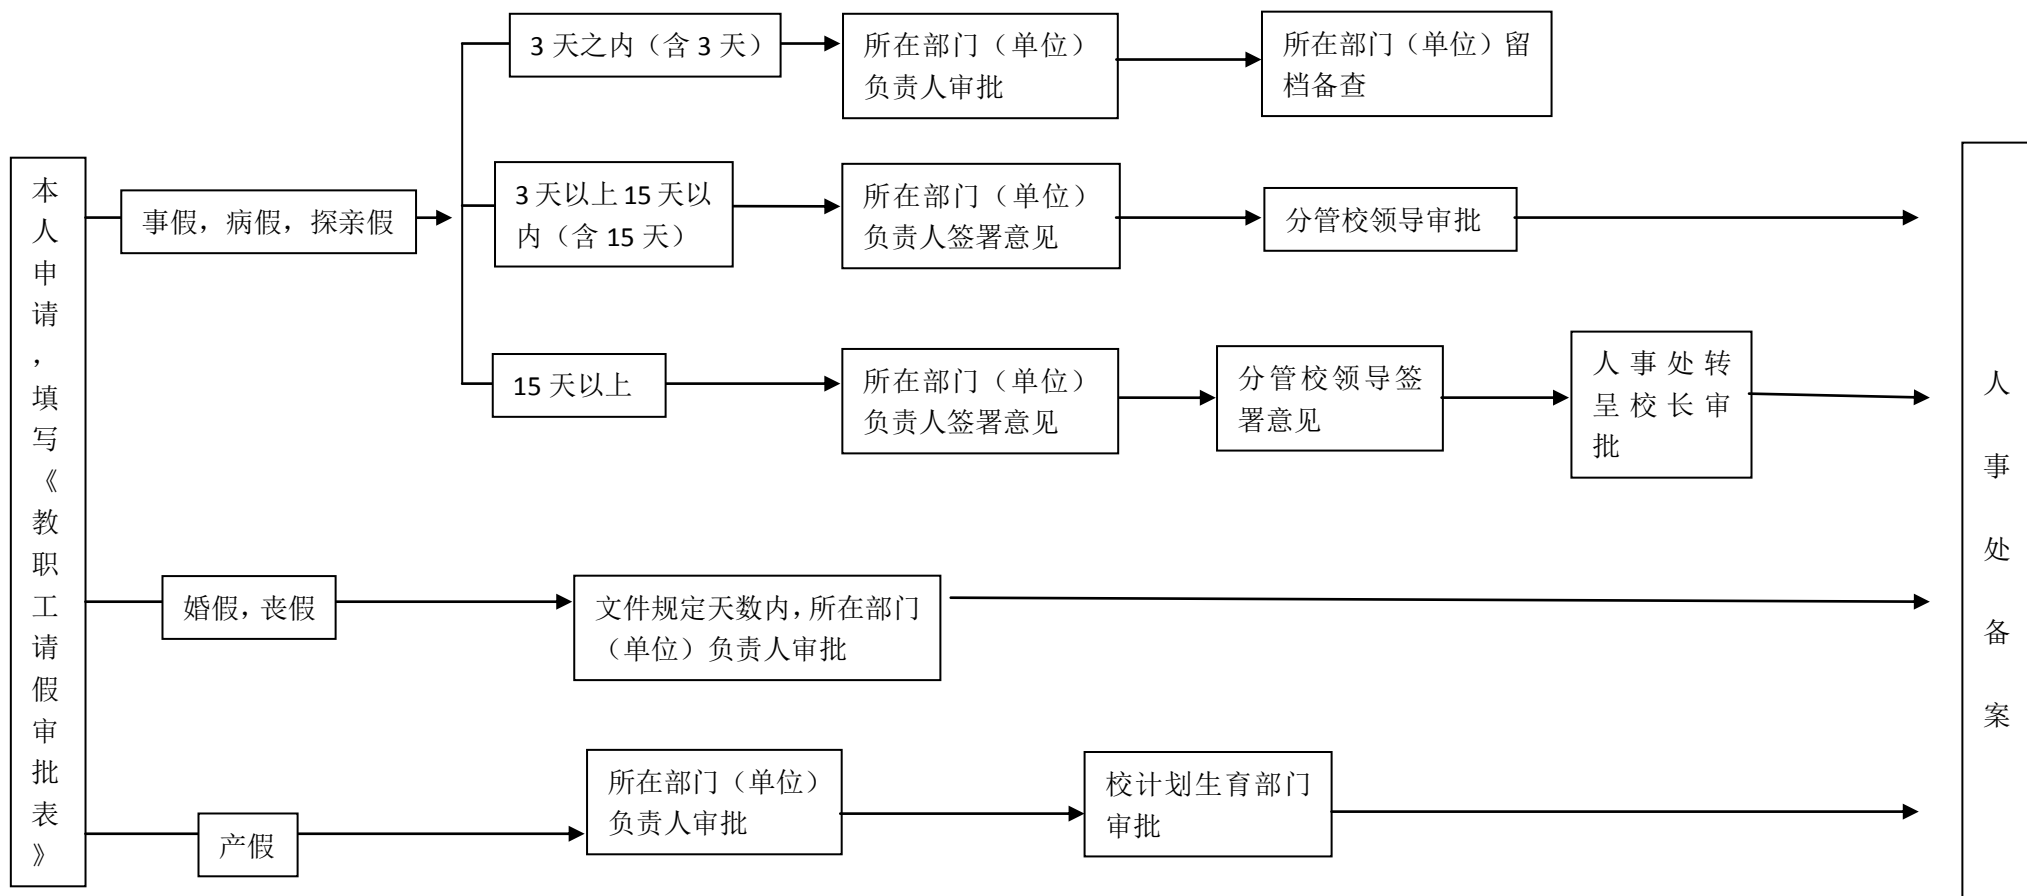 本人申请，填写《教职工请假审批表》
事假，病假，探亲假
3 天之内（含 3 天）
所在部门（单位）
负责人审批
所在部门（单位）留
档备查
3 天以上 15 天以
内（含 15 天）
所在部门（单位）
负责人签署意见
分管校领导审批
15 天以上
所在部门（单位）
负责人签署意见
分管校领导签
署意见
人事处转
呈校长审
批
婚假，丧假
文件规定天数内，所在部门
（单位）负责人审批
产假
所在部门（单位）
负责人审批
校计划生育部门
审批
人事处备案